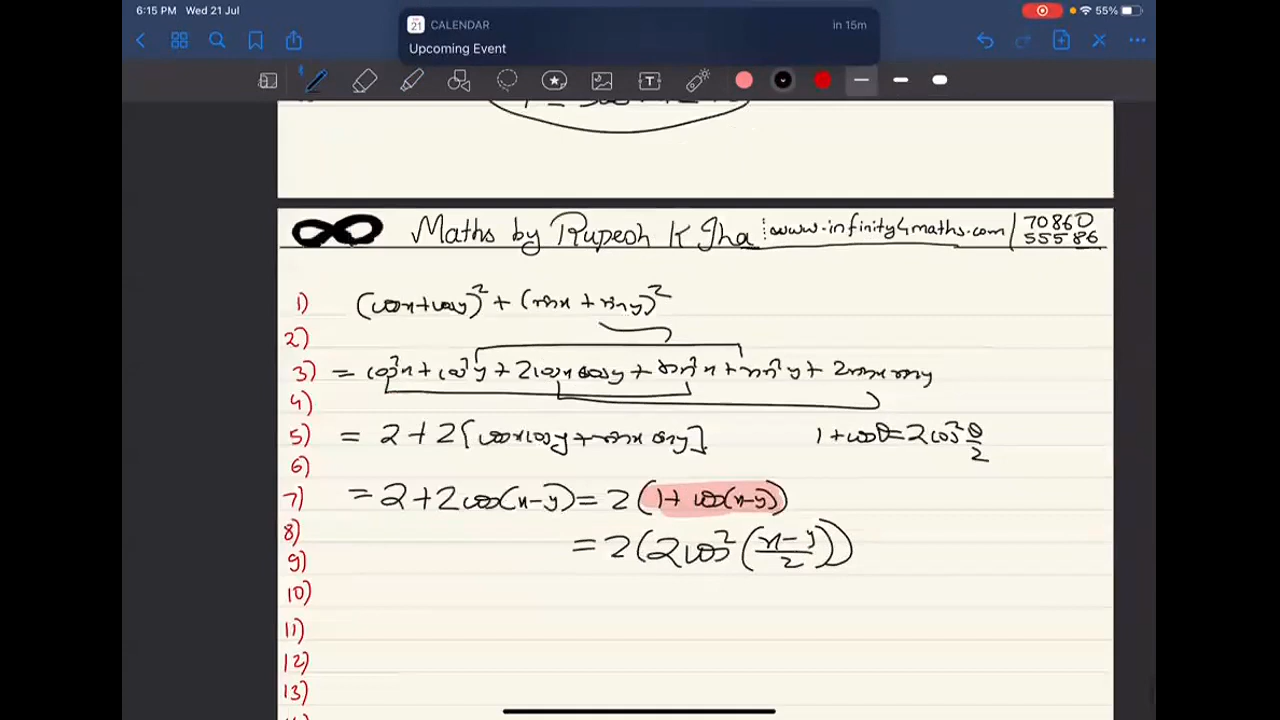 6:15 PM Wed 21 Jul
55%
21 CALENDAR in 15m
Upcoming Event
Maths by Rupesh K Jha www.infinity4maths.com 70860 55586
1) (cosx+cosy)² + (sinx + siny)²
2)
3) = cos²x + cos²y + 2cosx cosy + sin²x + sin²y + 2sinx siny
4)
5) = 2 + 2[cosxcosy + sinx siny] 1 + cosθ = 2cos² θ/2
6)
7) = 2 + 2cos(x-y) = 2(1 + cos(x-y))
8)
= 2(2cos²((x-y)/2))
9)
10)
11)
12)
13)